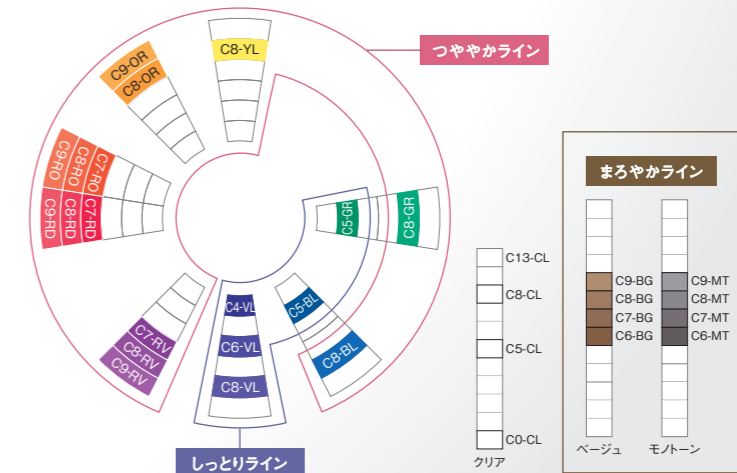 つややかライン
C8-YL
C9-OR
C8-OR
C9-RO
C8-RO
C7-RO
C9-RD
C8-RD
C7-RD
C7-RV
C8-RV
C9-RV
C4-VL
C6-VL
C8-VL
C5-BL
C8-BL
C5-GR
C8-GR
しっとりライン
C13-CL
C8-CL
C5-CL
C0-CL
クリア
まろやかライン
C9-BG
C8-BG
C7-BG
C6-BG
ベージュ
C9-MT
C8-MT
C7-MT
C6-MT
モノトーン